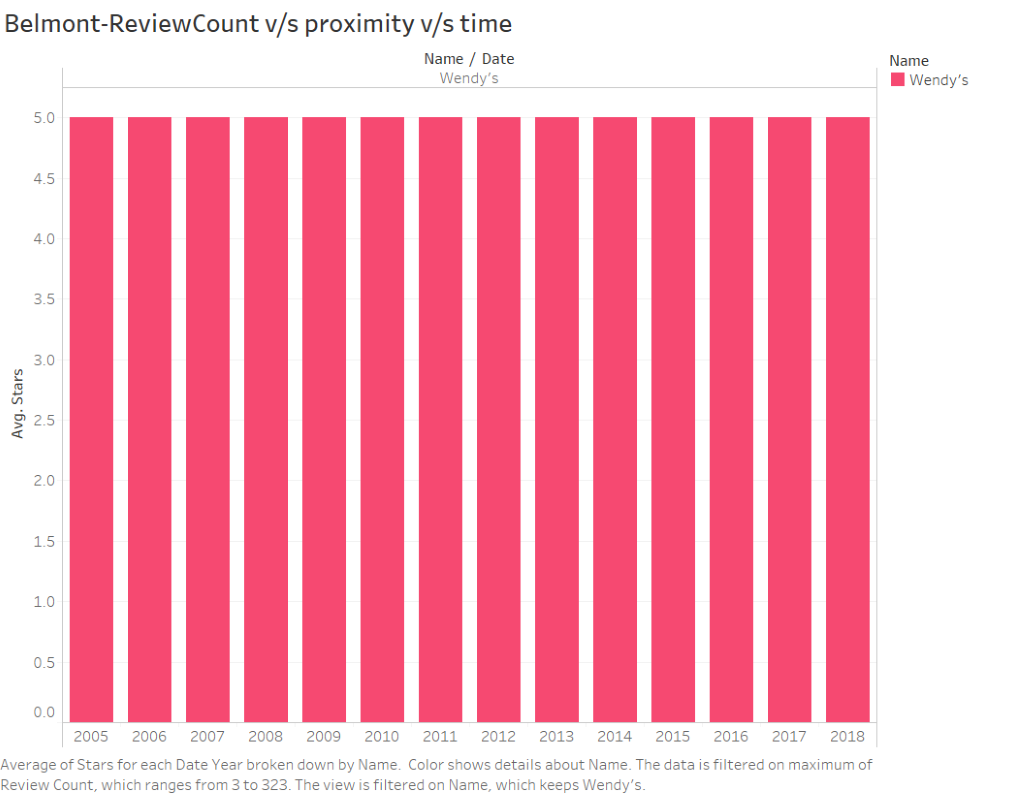 Belmont-ReviewCount v/s proximity v/s time
Name / Date
Wendy's
Name
Wendy's
5.0
4.5
4.0
3.5
3.0
2.5
2.0
1.5
1.0
0.5
0.0
Avg. Stars
2005 2006 2007 2008 2009 2010 2011 2012 2013 2014 2015 2016 2017 2018
Average of Stars for each Date Year broken down by Name.  Color shows details about Name. The data is filtered on maximum of
Review Count, which ranges from 3 to 323. The view is filtered on Name, which keeps Wendy's.